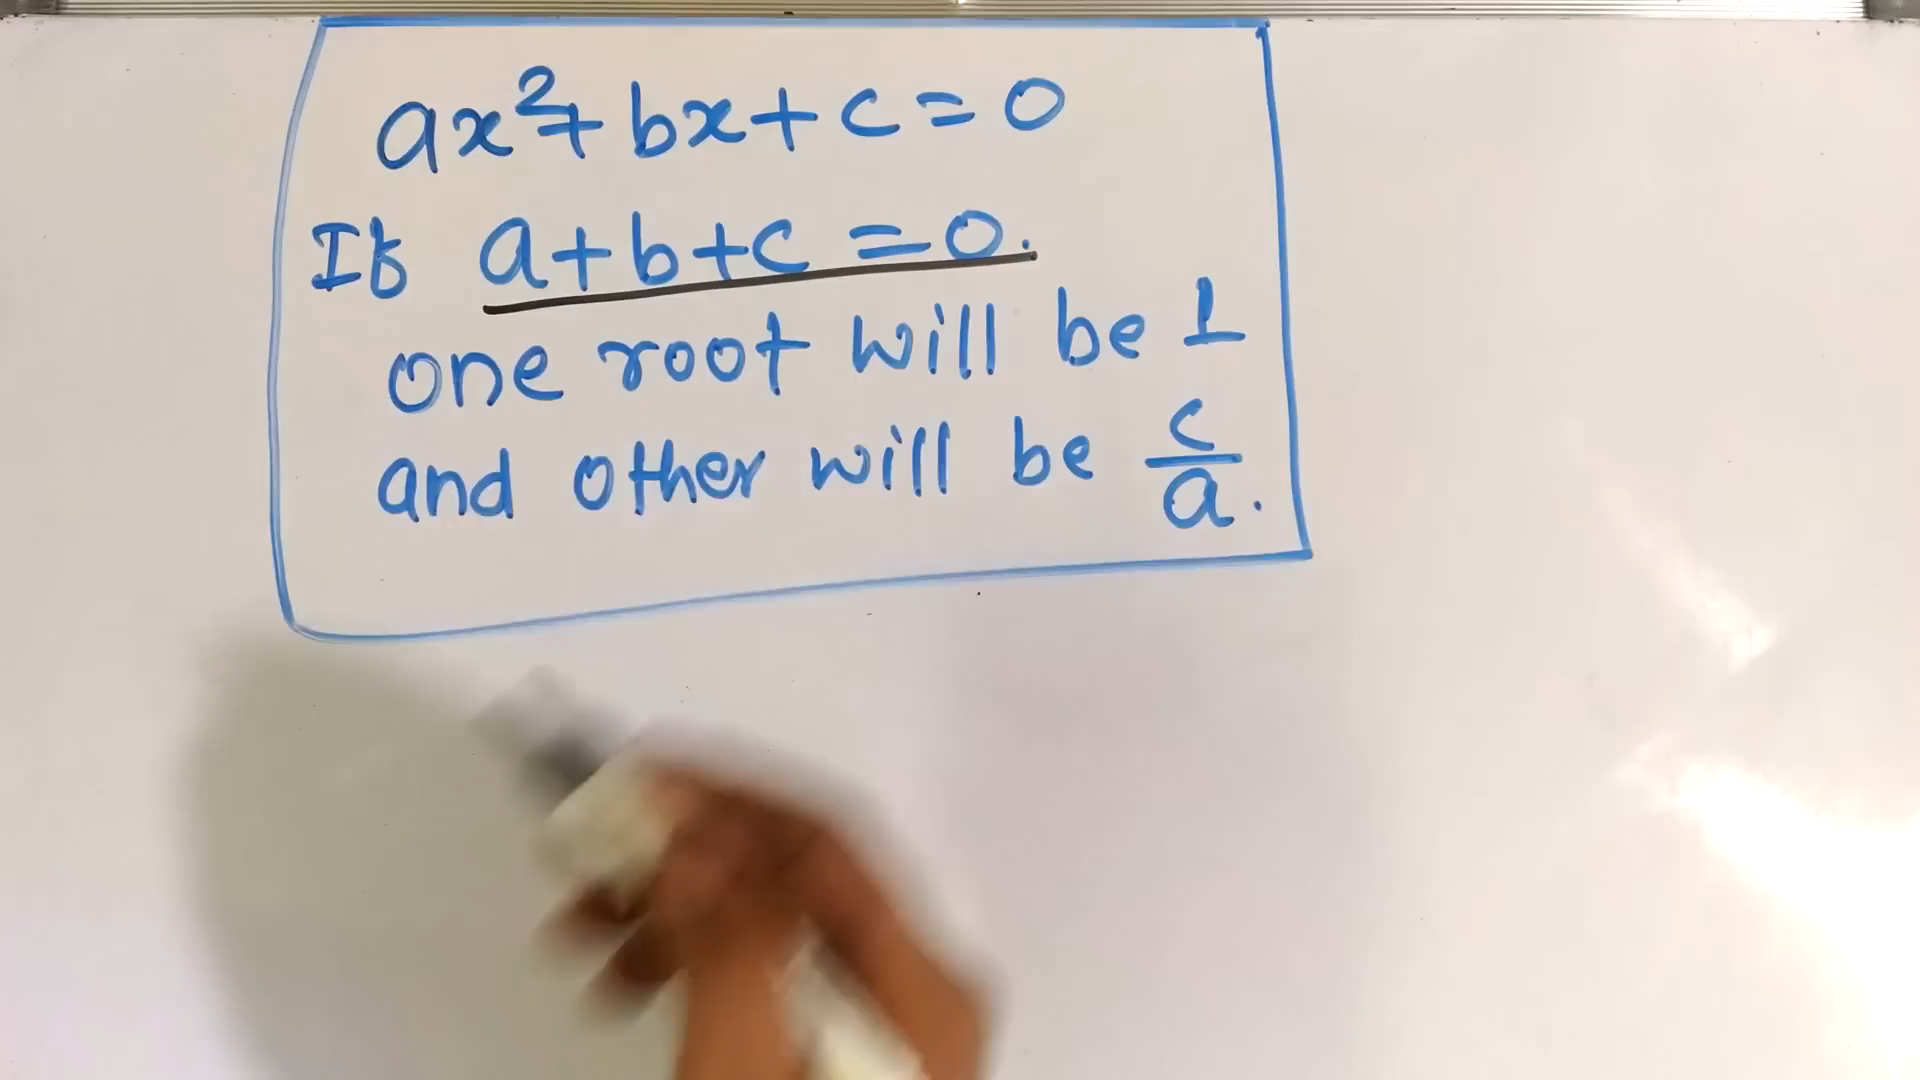 ax²+bx+c=0
If a+b+c=0.
one root will be 1
and other will be c/a.